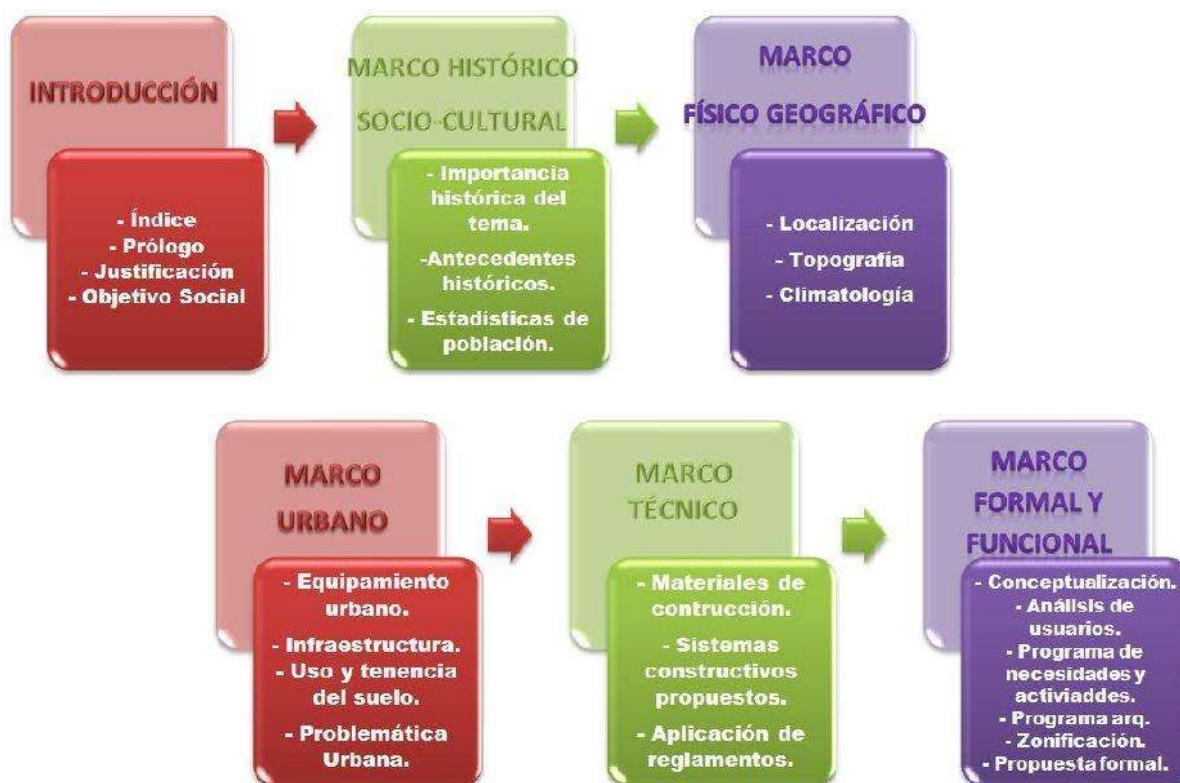 INTRODUCCIÓN
- Índice
- Prólogo
- Justificación
- Objetivo Social
MARCO HISTÓRICO
SOCIO-CULTURAL
- Importancia
histórica del
tema.
-Antecedentes
históricos.
- Estadísticas de
población.
MARCO
FÍSICO GEOGRÁFICO
- Localización
- Topografía
- Climatología
MARCO
URBANO
- Equipamiento
urbano.
- Infraestructura.
- Uso y tenencia
del suelo.
- Problemática
Urbana.
MARCO
TÉCNICO
- Materiales de
contrucción.
- Sistemas
constructivos
propuestos.
- Aplicación de
reglamentos.
MARCO
FORMAL Y
FUNCIONAL
- Conceptualización.
- Análisis de
usuarios.
- Programa de
necesidades y
activiaddes.
- Programa arq.
- Zonificación.
- Propuesta formal.